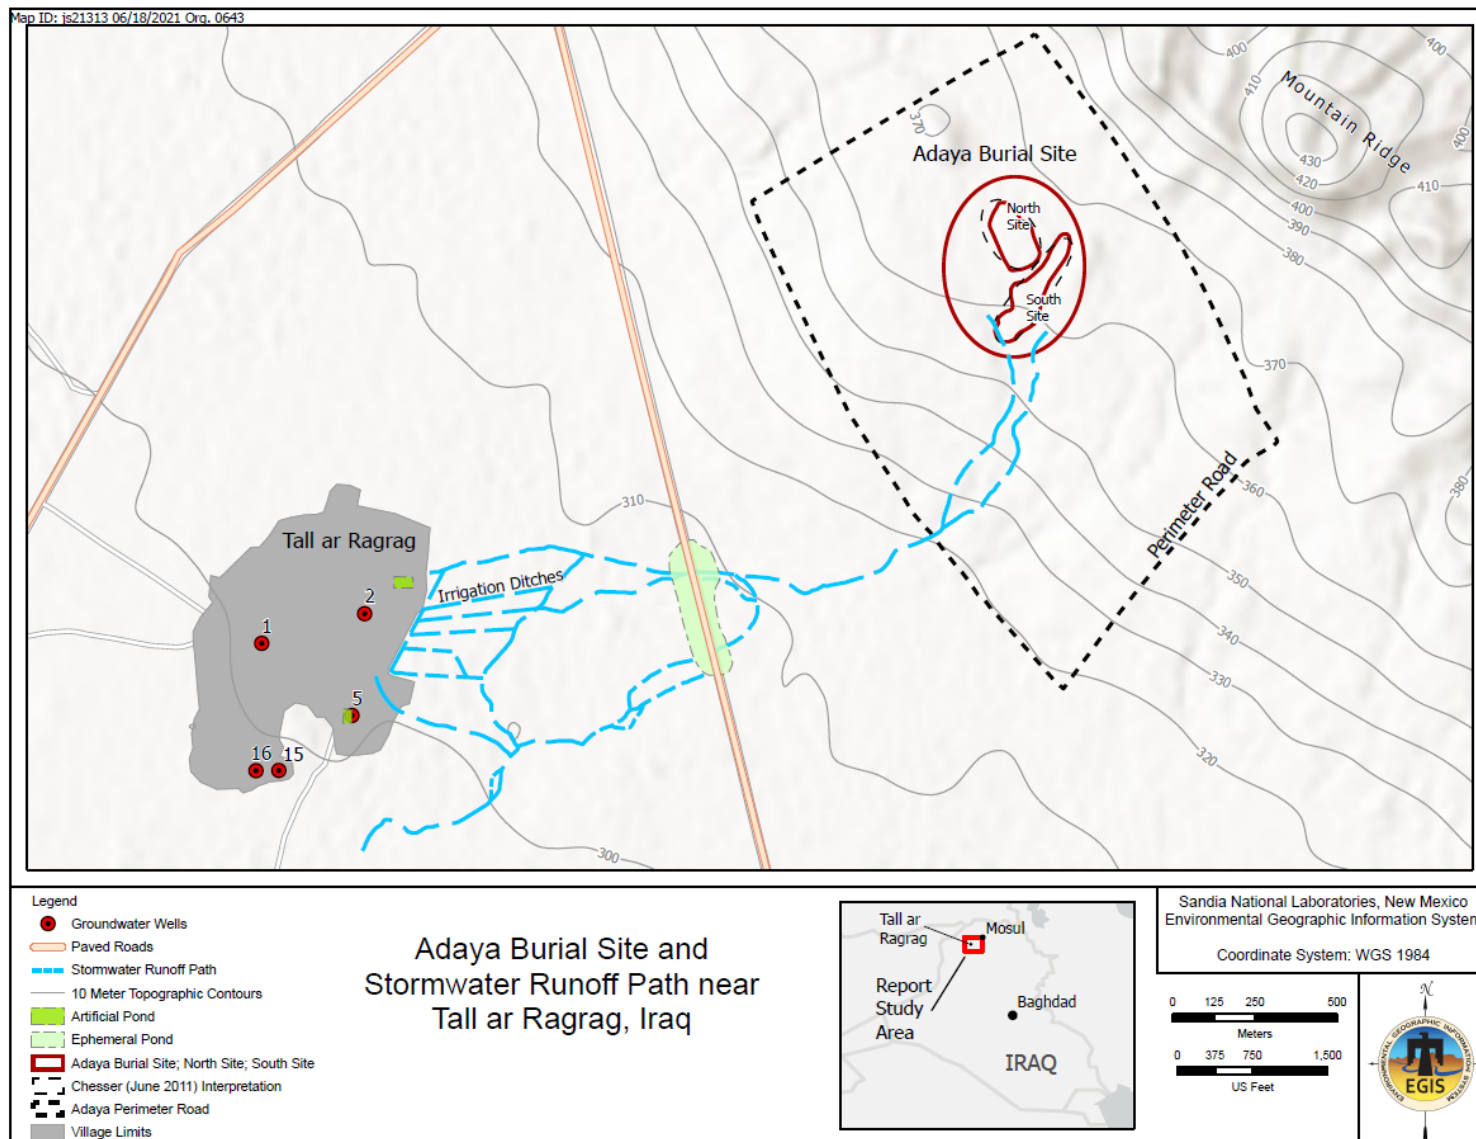 Map ID: js21313 06/18/2021 Org. 0643
400
400
410
Mountain Ridge
400
430
420
410
400
390
380
370
Adaya Burial Site
North
Site
South
Site
370
380
360
Perimeter Road
350
340
330
320
310
Tall ar Ragrag
Irrigation Ditches
2
1
5
16
15
300
Legend
Groundwater Wells
Paved Roads
Stormwater Runoff Path
10 Meter Topographic Contours
Artificial Pond
Ephemeral Pond
Adaya Burial Site; North Site; South Site
Chesser (June 2011) Interpretation
Adaya Perimeter Road
Village Limits
Adaya Burial Site and
Stormwater Runoff Path near
Tall ar Ragrag, Iraq
Tall ar
Ragrag
Mosul
Report
Study
Area
Baghdad
IRAQ
Sandia National Laboratories, New Mexico
Environmental Geographic Information System
Coordinate System: WGS 1984
0 125 250 500
Meters
0 375 750 1,500
US Feet
N
ENVIRONMENTAL GEOGRAPHIC INFORMATION SYSTEM
EGIS